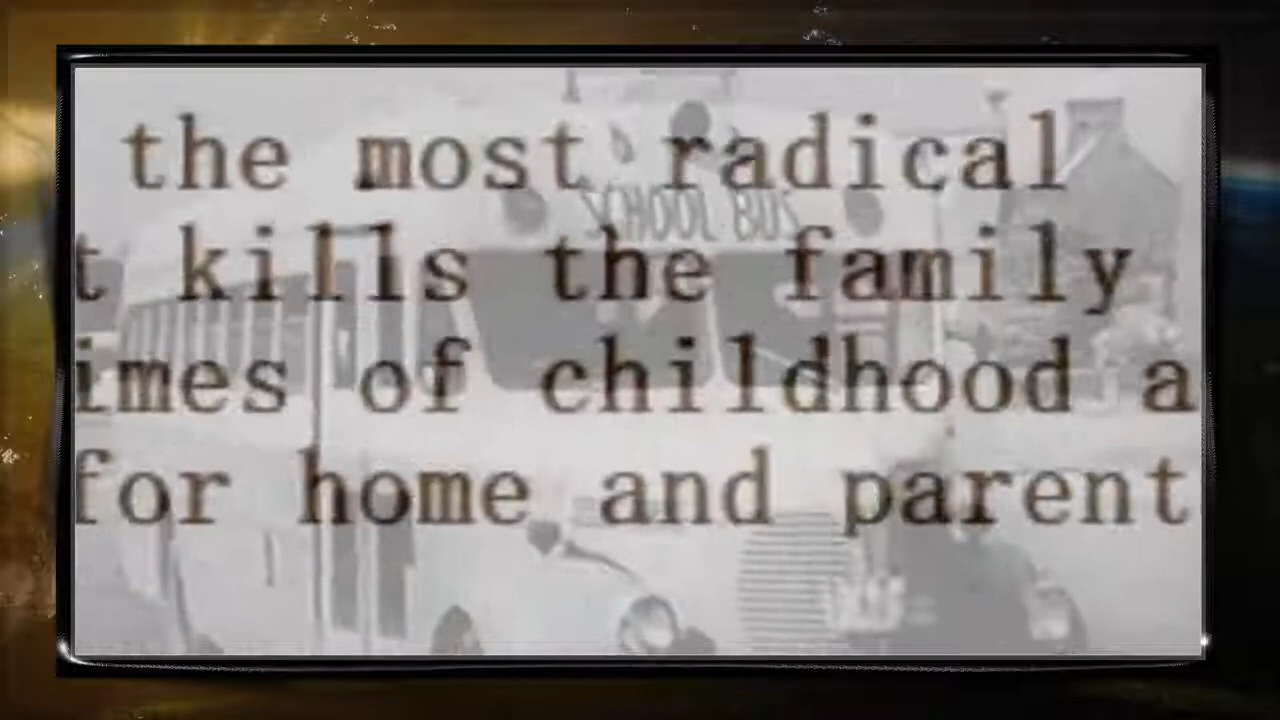 the most radical
SCHOOL BUS
t kills the family
imes of childhood a
for home and parent